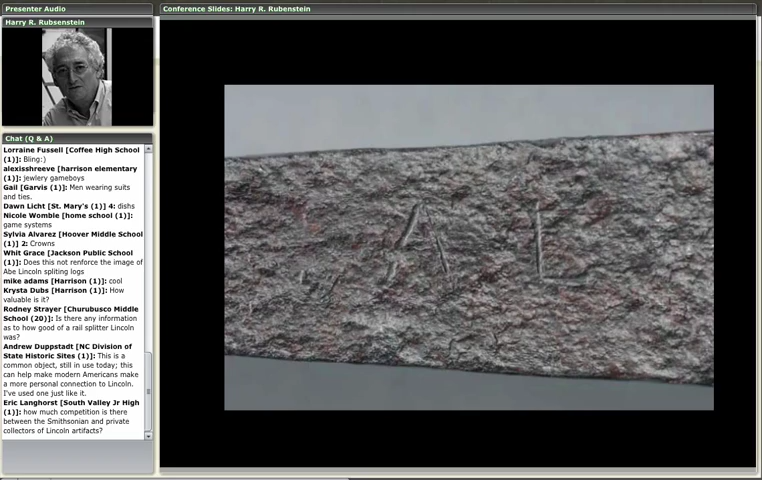 Presenter Audio
Conference Slides: Harry R. Rubenstein
Harry R. Rubsenstein
Chat (Q & A)
Lorraine Fussell [Coffee High School
(1)]: Bling:)
alexisshreeve [harrison elementary
(1)]: jewlery gameboys
Gail [Garvis (1)]: Men wearing suits
and ties.
Dawn Licht [St. Mary's (1)] 4: dishs
Nicole Womble [home school (1)]:
game systems
Sylvia Alvarez [Hoover Middle School
(1)] 2: Crowns
Whit Grace [Jackson Public School
(1)]: Does this not renforce the image of
Abe Lincoln spliting logs
mike adams [Harrison (1)]: cool
Krysta Dubs [Harrison (1)]: How
valuable is it?
Rodney Strayer [Churubusco Middle
School (20)]: Is there any information
as to how good of a rail splitter Lincoln
was?
Andrew Duppstadt [NC Division of
State Historic Sites (1)]: This is a
common object, still in use today; this
can help make modern Americans make
a more personal connection to Lincoln.
I've used one just like it.
Eric Langhorst [South Valley Jr High
(1)]: how much competition is there
between the Smithsonian and private
collectors of Lincoln artifacts?
A L